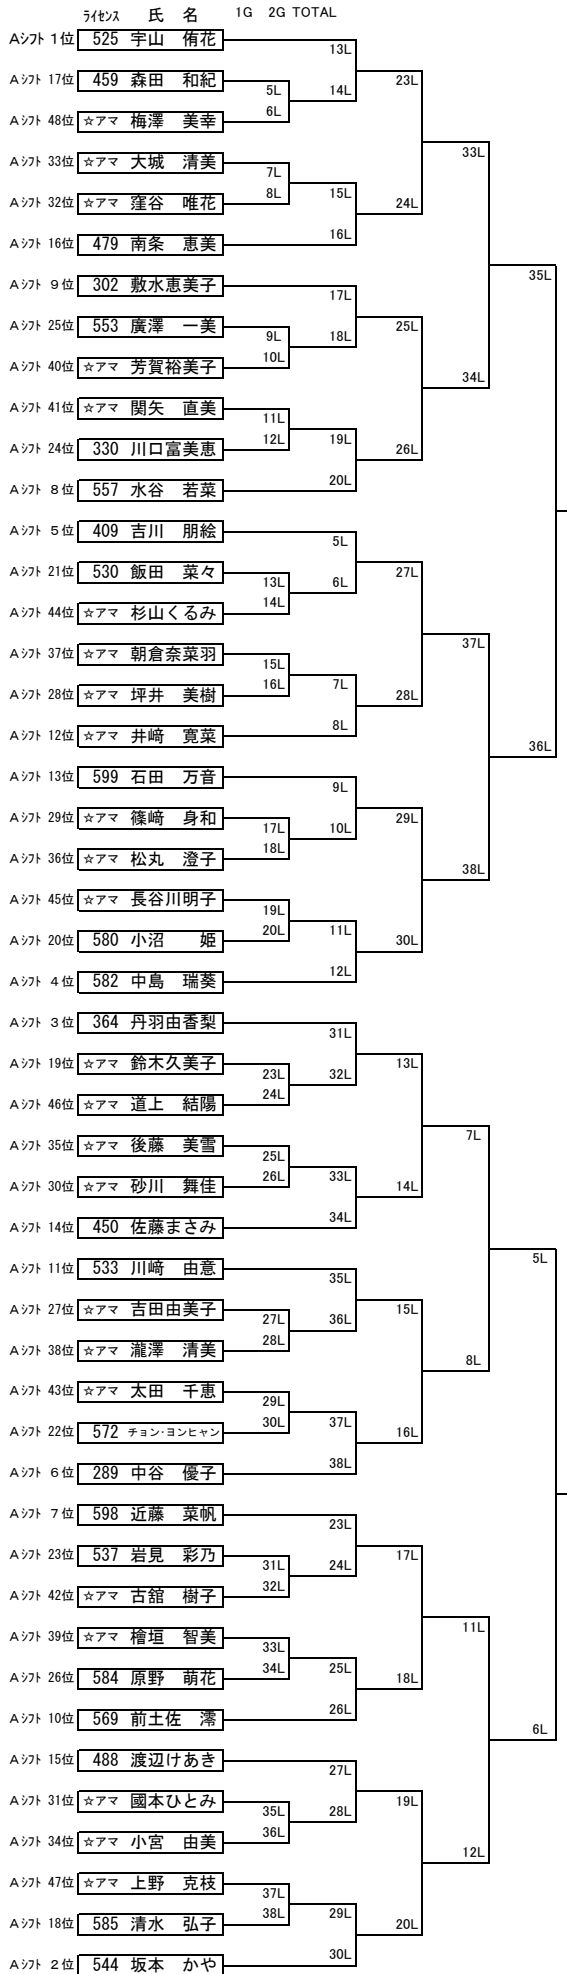 ﾗｲｾﾝｽ 氏 名 1G 2G TOTAL
Aシフト 1位 525 宇山 侑花
13L
Aシフト 17位 459 森田 和紀 23L
5L 14L
6L
Aシフト 48位 ☆アマ 梅澤 美幸
33L
Aシフト 33位 ☆アマ 大城 清美
7L
8L 15L
Aシフト 32位 ☆アマ 窪谷 唯花 24L
16L
Aシフト 16位 479 南条 恵美
35L
Aシフト 9位 302 敷水恵美子
17L
Aシフト 25位 553 廣澤 一美 25L
9L 18L
10L
Aシフト 40位 ☆アマ 芳賀裕美子
34L
Aシフト 41位 ☆アマ 関矢 直美
11L
12L 19L
Aシフト 24位 330 川口富美恵 26L
20L
Aシフト 8位 557 水谷 若菜
Aシフト 5位 409 吉川 朋絵
5L
Aシフト 21位 530 飯田 菜々 27L
13L 6L
14L
Aシフト 44位 ☆アマ 杉山くるみ
37L
Aシフト 37位 ☆アマ 朝倉奈菜羽
15L
16L 7L
Aシフト 28位 ☆アマ 坪井 美樹 28L
8L
Aシフト 12位 ☆アマ 井﨑 寛菜
36L
Aシフト 13位 599 石田 万音
9L
Aシフト 29位 ☆アマ 篠﨑 身和 29L
17L 10L
18L
Aシフト 36位 ☆アマ 松丸 澄子
38L
Aシフト 45位 ☆アマ 長谷川明子
19L
20L 11L
Aシフト 20位 580 小沼 姫 30L
12L
Aシフト 4位 582 中島 瑞葵
Aシフト 3位 364 丹羽由香梨
31L
Aシフト 19位 ☆アマ 鈴木久美子 13L
23L 32L
24L
Aシフト 46位 ☆アマ 道上 結陽
7L
Aシフト 35位 ☆アマ 後藤 美雪
25L
26L 33L
Aシフト 30位 ☆アマ 砂川 舞佳 14L
34L
Aシフト 14位 450 佐藤まさみ
5L
Aシフト 11位 533 川﨑 由意
35L
Aシフト 27位 ☆アマ 吉田由美子 15L
27L 36L
28L
Aシフト 38位 ☆アマ 瀧澤 清美
8L
Aシフト 43位 ☆アマ 太田 千恵
29L
30L 37L
Aシフト 22位 572 チョン・ヨンヒャン 16L
38L
Aシフト 6位 289 中谷 優子
Aシフト 7位 598 近藤 菜帆
23L
Aシフト 23位 537 岩見 彩乃 17L
31L 24L
32L
Aシフト 42位 ☆アマ 古舘 樹子
11L
Aシフト 39位 ☆アマ 檜垣 智美
33L
34L 25L
Aシフト 26位 584 原野 萌花 18L
26L
Aシフト 10位 569 前土佐 澪
6L
Aシフト 15位 488 渡辺けあき
27L
Aシフト 31位 ☆アマ 國本ひとみ 19L
35L 28L
36L
Aシフト 34位 ☆アマ 小宮 由美
12L
Aシフト 47位 ☆アマ 上野 克枝
37L
38L 29L
Aシフト 18位 585 清水 弘子 20L
30L
Aシフト 2位 544 坂本 かや